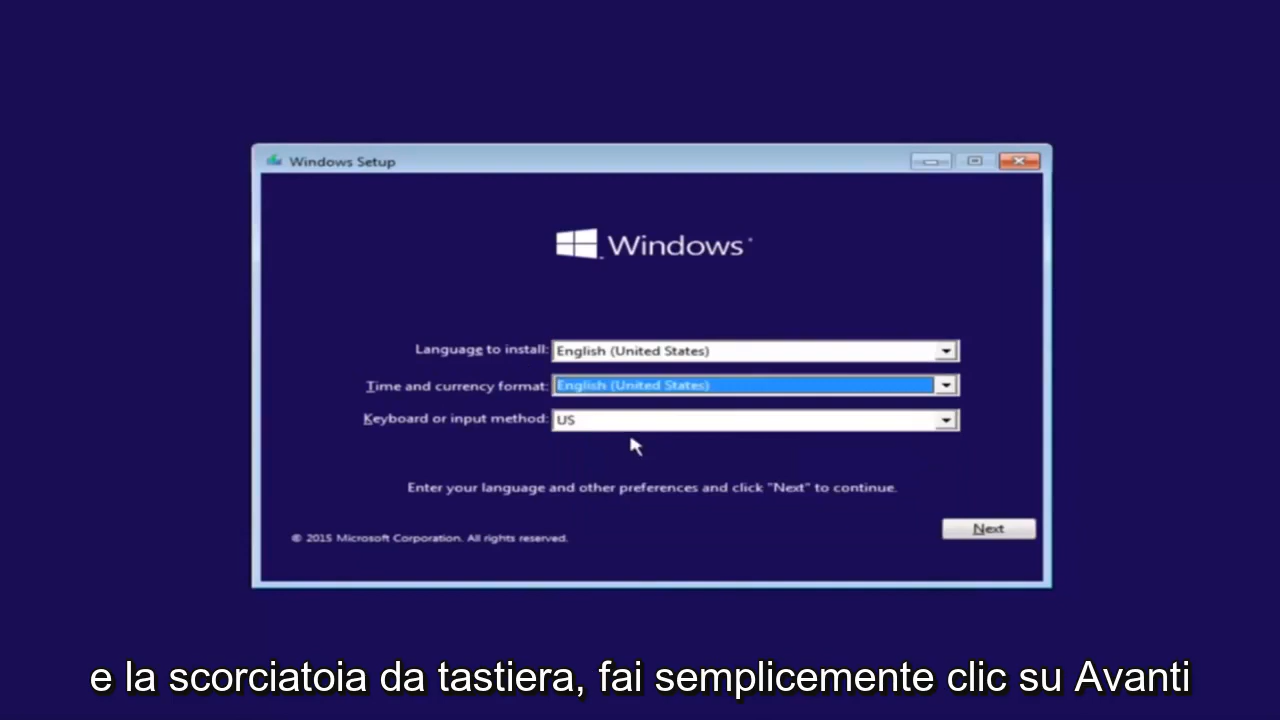 Windows Setup
Windows
Language to install: English (United States)
Time and currency format: English (United States)
Keyboard or input method: US
Enter your language and other preferences and click "Next" to continue.
© 2015 Microsoft Corporation. All rights reserved.
Next
e la scorciatoia da tastiera, fai semplicemente clic su Avanti